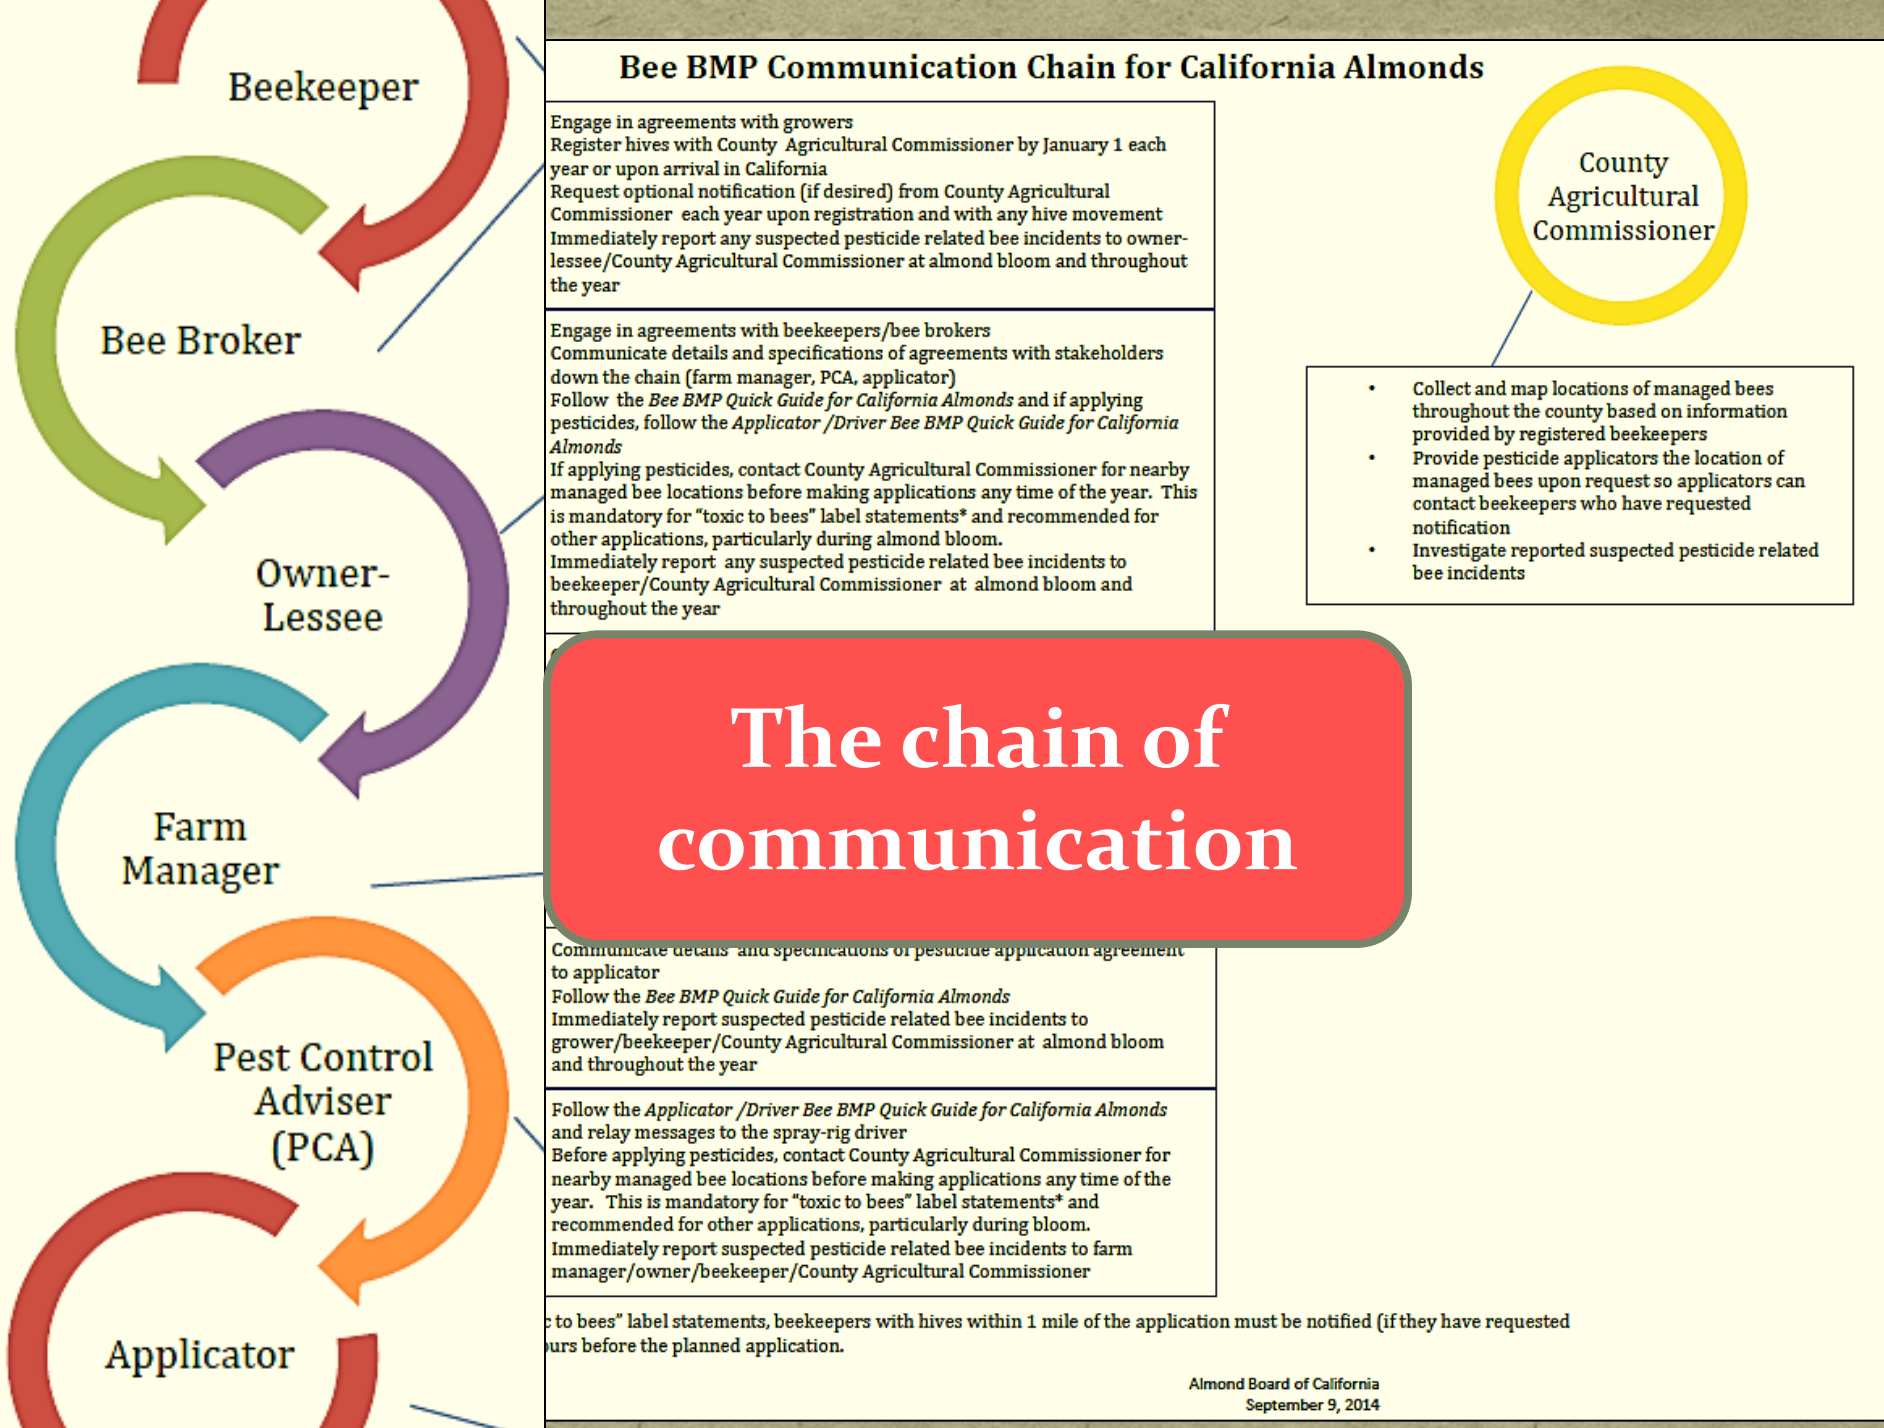 Beekeeper
Bee Broker
Owner-
Lessee
Farm
Manager
Pest Control
Adviser
(PCA)
Applicator
Bee BMP Communication Chain for California Almonds
Engage in agreements with growers
Register hives with County Agricultural Commissioner by January 1 each
year or upon arrival in California
Request optional notification (if desired) from County Agricultural
Commissioner each year upon registration and with any hive movement
Immediately report any suspected pesticide related bee incidents to owner-
lessee/County Agricultural Commissioner at almond bloom and throughout
the year
Engage in agreements with beekeepers/bee brokers
Communicate details and specifications of agreements with stakeholders
down the chain (farm manager, PCA, applicator)
Follow the Bee BMP Quick Guide for California Almonds and if applying
pesticides, follow the Applicator /Driver Bee BMP Quick Guide for California
Almonds
If applying pesticides, contact County Agricultural Commissioner for nearby
managed bee locations before making applications any time of the year. This
is mandatory for “toxic to bees” label statements* and recommended for
other applications, particularly during almond bloom.
Immediately report any suspected pesticide related bee incidents to
beekeeper/County Agricultural Commissioner at almond bloom and
throughout the year
The chain of
communication
Communicate details and specifications of pesticide application agreement
to applicator
Follow the Bee BMP Quick Guide for California Almonds
Immediately report suspected pesticide related bee incidents to
grower/beekeeper/County Agricultural Commissioner at almond bloom
and throughout the year
Follow the Applicator /Driver Bee BMP Quick Guide for California Almonds
and relay messages to the spray-rig driver
Before applying pesticides, contact County Agricultural Commissioner for
nearby managed bee locations before making applications any time of the
year. This is mandatory for “toxic to bees” label statements* and
recommended for other applications, particularly during bloom.
Immediately report suspected pesticide related bee incidents to farm
manager/owner/beekeeper/County Agricultural Commissioner
to bees” label statements, beekeepers with hives within 1 mile of the application must be notified (if they have requested
before the planned application.
County
Agricultural
Commissioner
• Collect and map locations of managed bees
throughout the county based on information
provided by registered beekeepers
• Provide pesticide applicators the location of
managed bees upon request so applicators can
contact beekeepers who have requested
notification
• Investigate reported suspected pesticide related
bee incidents
Almond Board of California
September 9, 2014